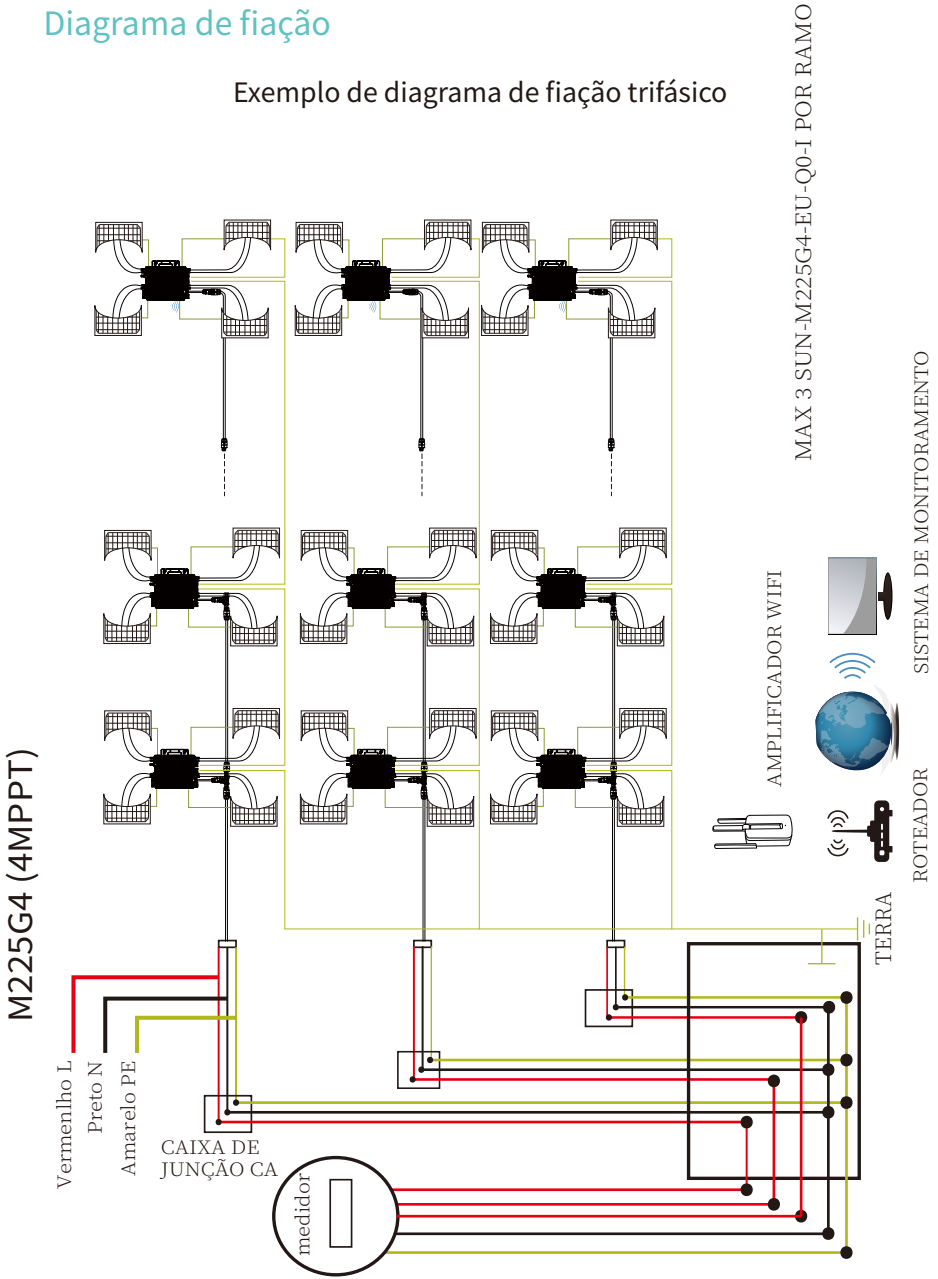 Diagrama de fiação
Exemplo de diagrama de fiação trifásico
MAX 3 SUN-M225G4-EU-Q0-I POR RAMO
M225G4 (4MPPT)
AMPLIFICADOR WIFI
SISTEMA DE MONITORAMENTO
ROTEADOR
TERRA
Vermenlho L
Preto N
Amarelo PE
CAIXA DE
JUNÇÃO CA
medidor